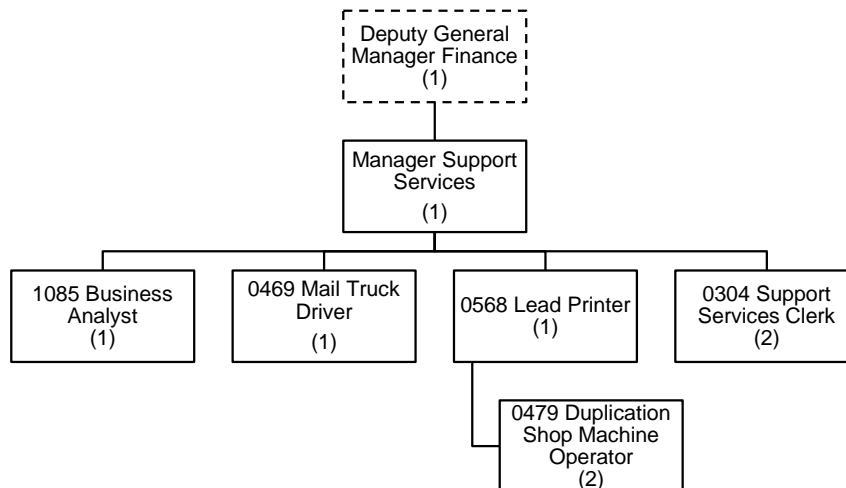 Deputy General
Manager Finance
(1)
Manager Support
Services
(1)
1085 Business
Analyst
(1)
0469 Mail Truck
Driver
(1)
0568 Lead Printer
(1)
0304 Support
Services Clerk
(2)
0479 Duplication
Shop Machine
Operator
(2)